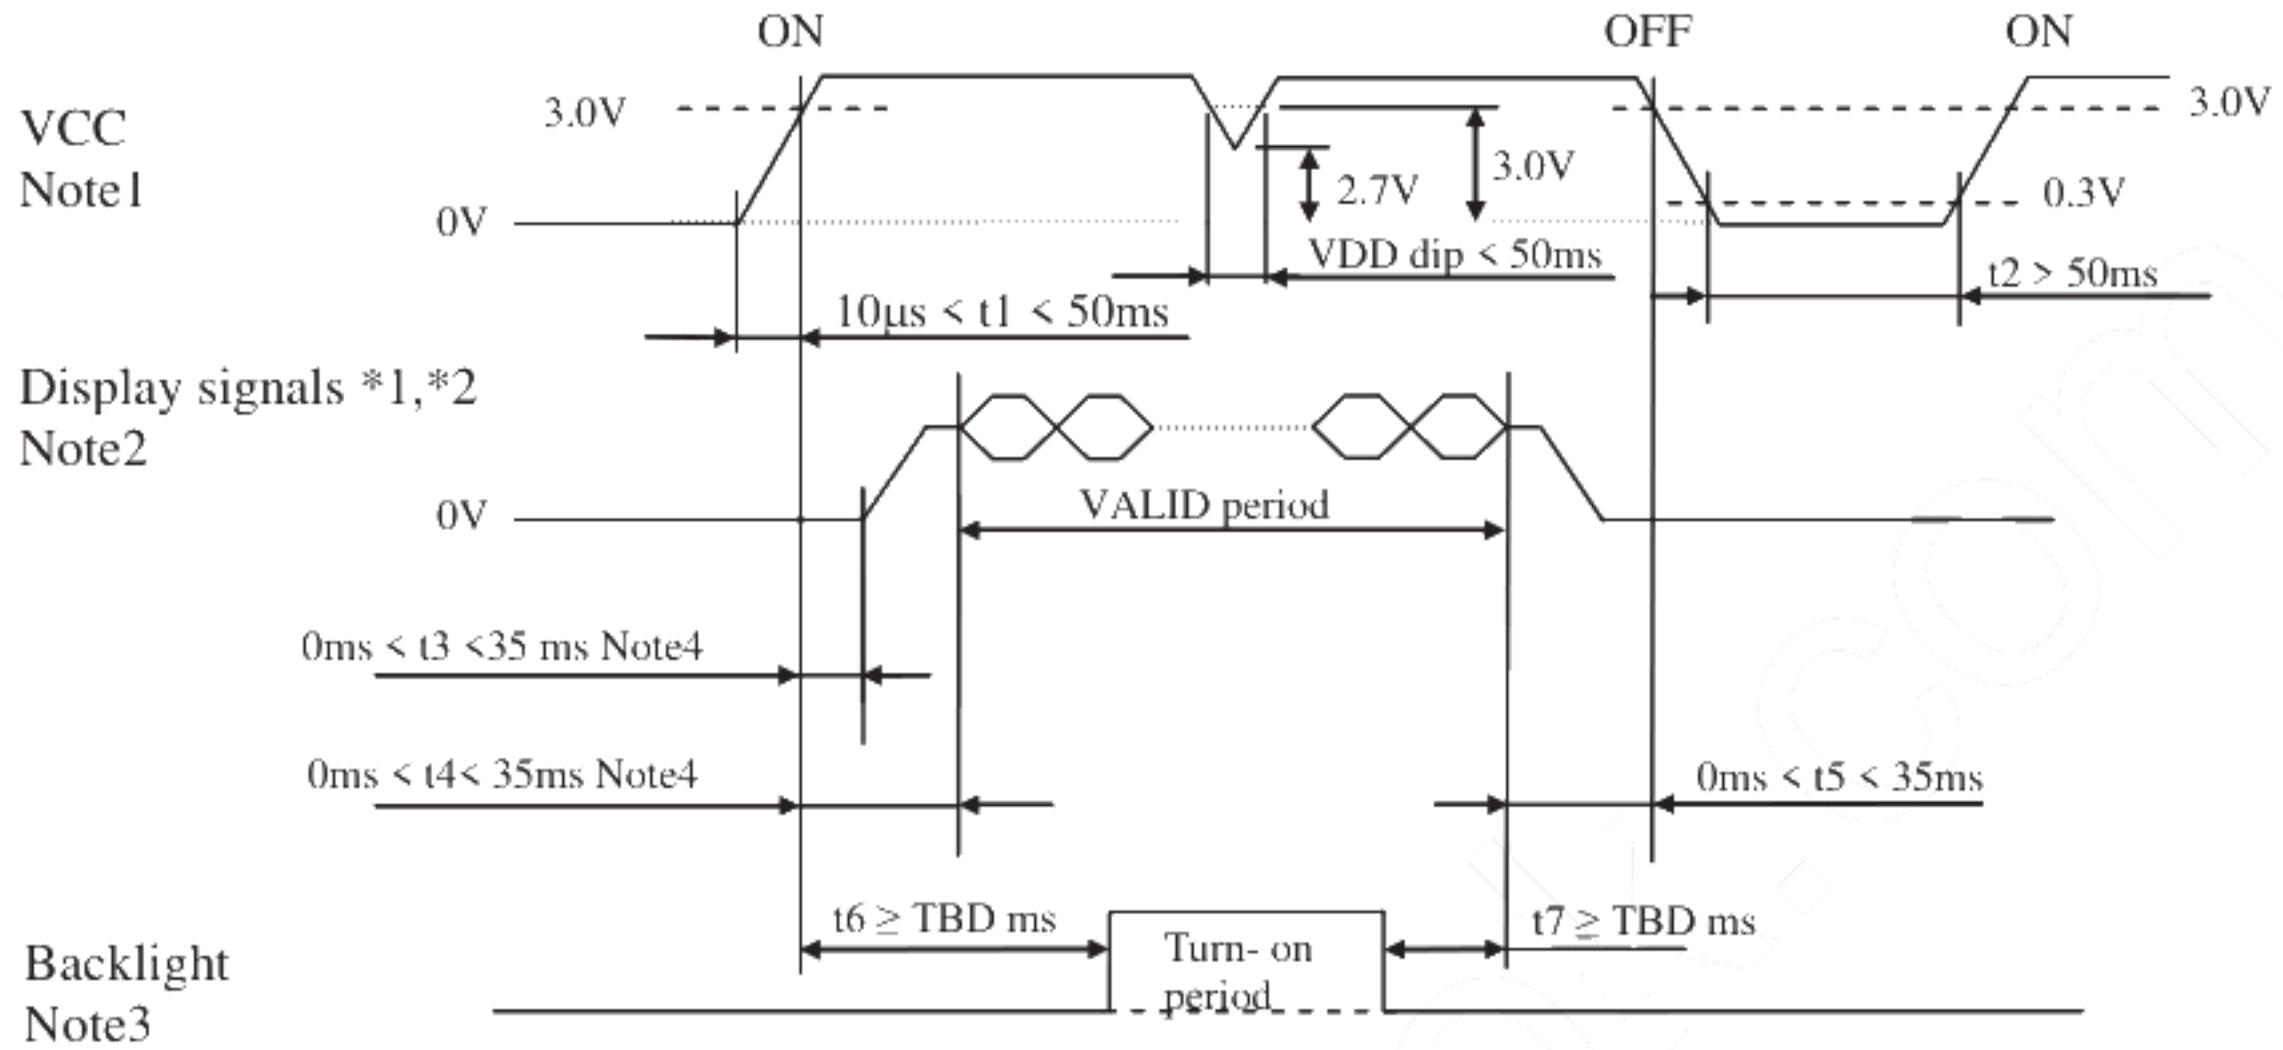 ON
OFF
ON
VCC
Note1
3.0V
3.0V
3.0V
2.7V
0.3V
0V
VDD dip < 50ms
t2 > 50ms
10μs < t1 < 50ms
Display signals *1,*2
Note2
0V
VALID period
0ms < t3 <35 ms Note4
0ms < t4< 35ms Note4
0ms < t5 < 35ms
t6 ≥ TBD ms
t7 ≥ TBD ms
Turn- on
period
Backlight
Note3